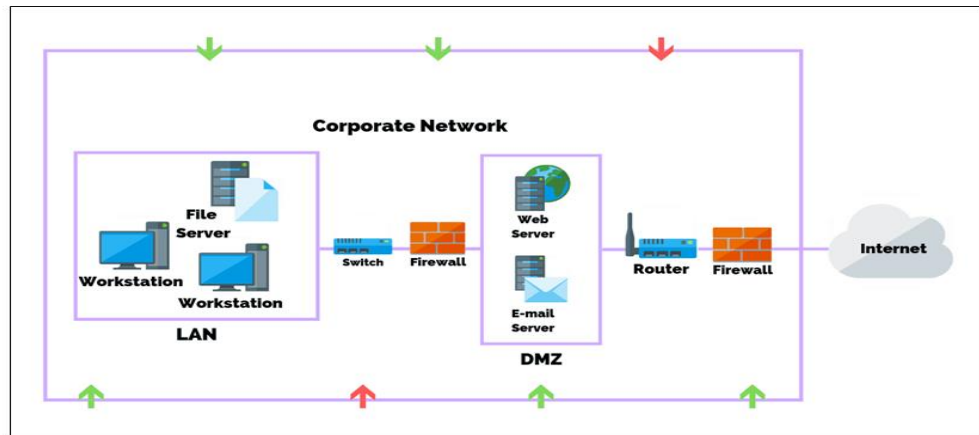 Corporate Network
File
Server
Workstation
Workstation
LAN
Switch
Firewall
Web
Server
E-mail
Server
DMZ
Router
Firewall
Internet